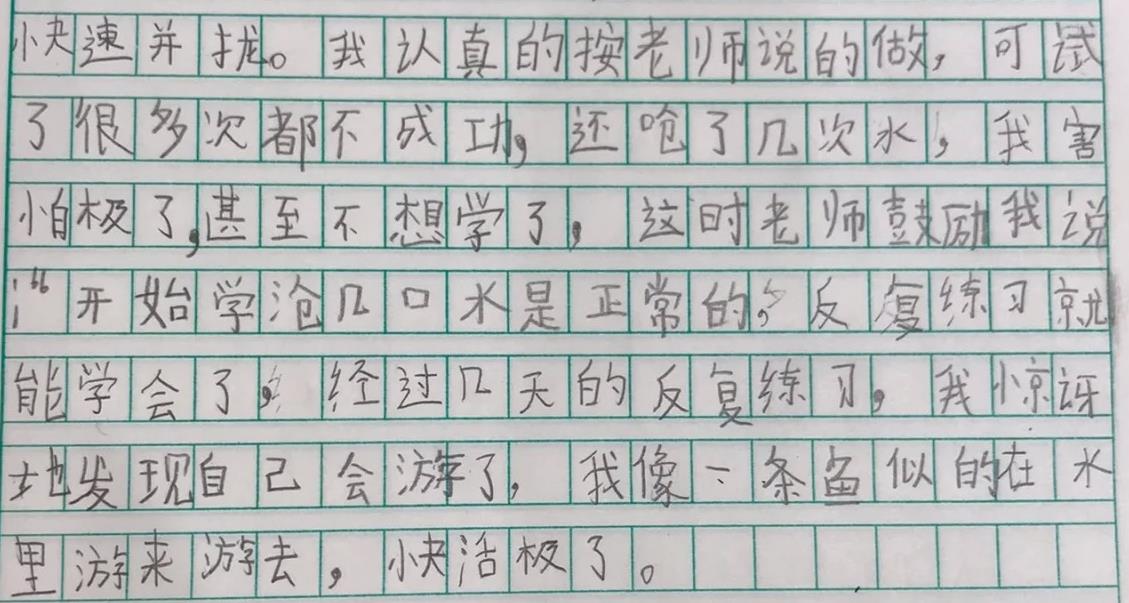 快速并拢。我认真的按老师说的做，可试
了很多次都不成功，还呛了几次水，我害
怕极了，甚至不想学了，这时老师鼓励我说
：“开始学沧几口水是正常的，反复练习就
能学会了，经过几天的反复练习，我惊讶
地发现自己会游了，我像一条鱼似的在水
里游来游去，快活极了。